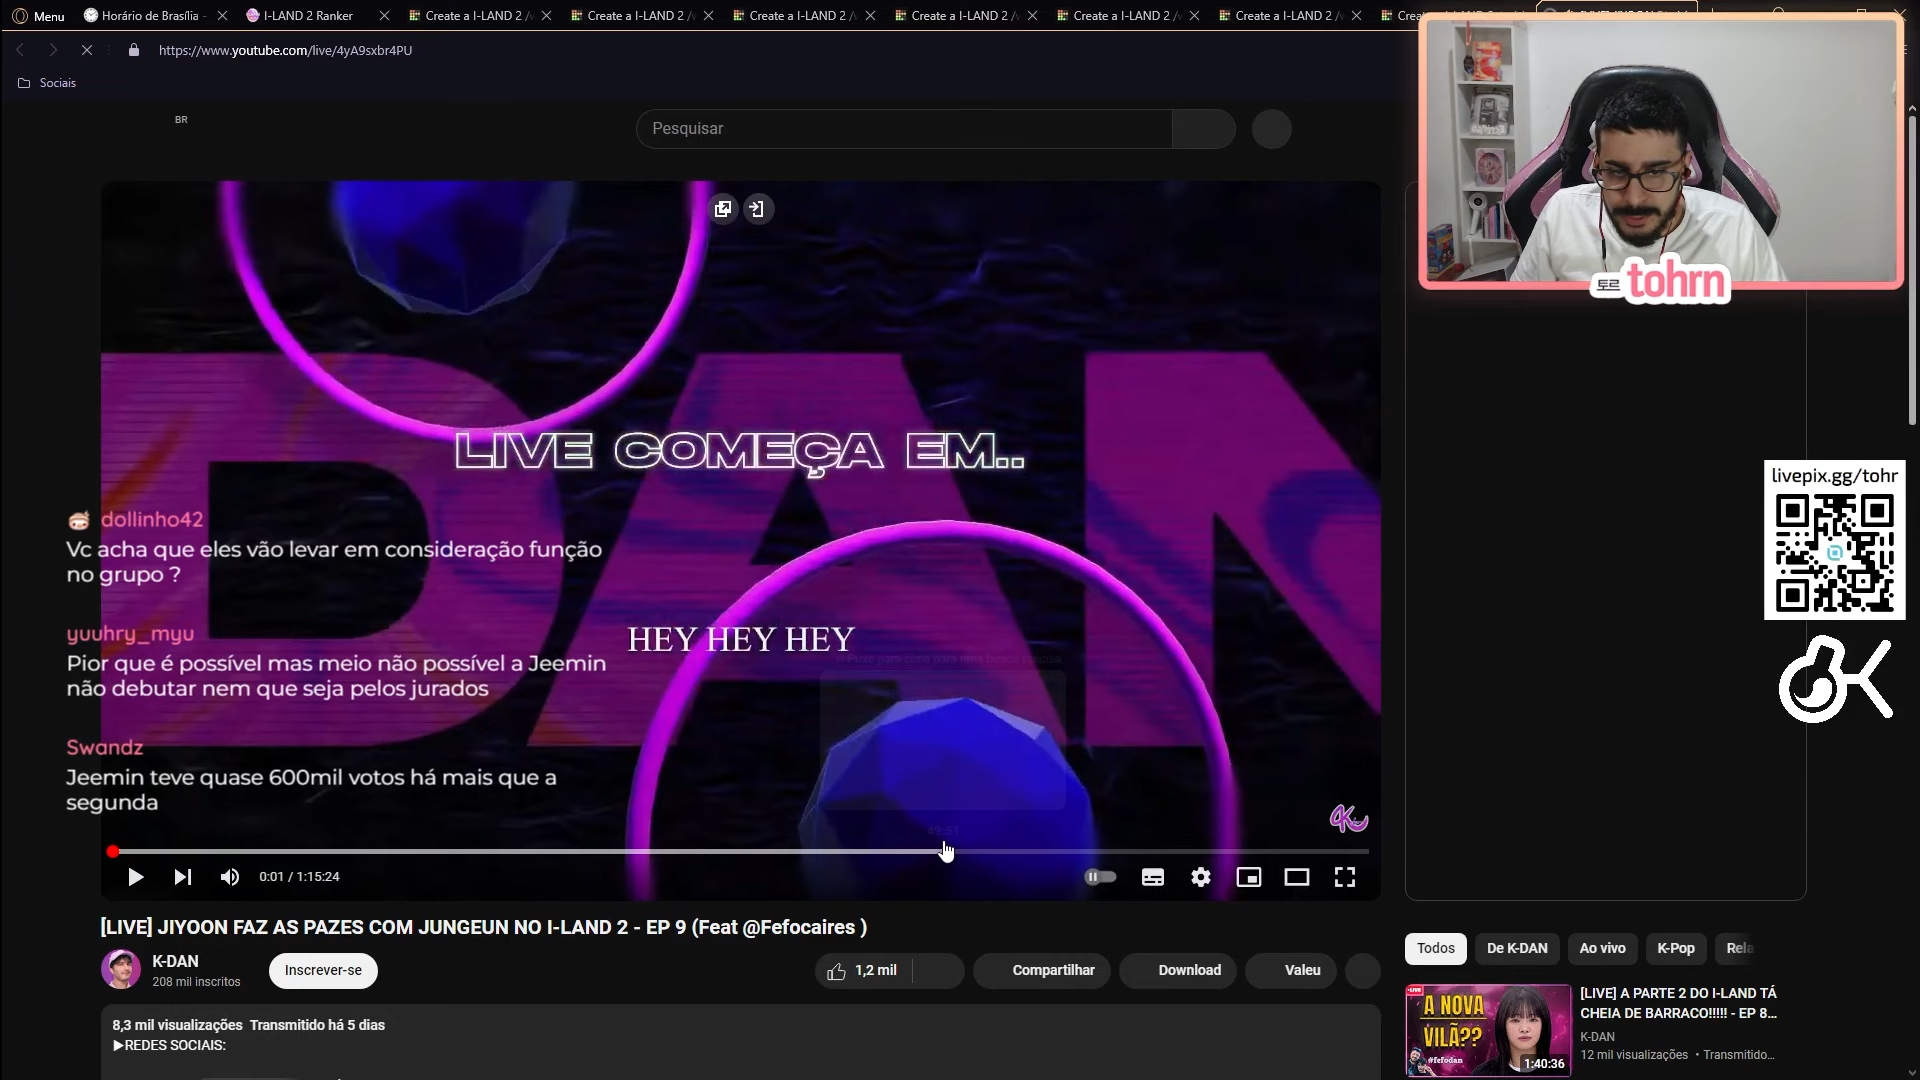 Menu
Horário de Brasília -
I-LAND 2 Ranker
Create a I-LAND 2 /
Create a I-LAND 2 /
Create a I-LAND 2 /
Create a I-LAND 2 /
Create a I-LAND 2 /
Create a I-LAND 2 /
https://www.youtube.com/live/4yA9sxbr4PU
Sociais
BR
Pesquisar
토르 tohrn
LIVE COMEÇA EM..
livepix.gg/tohr
dollinho42
Vc acha que eles vão levar em consideração função
no grupo ?
HEY HEY HEY
yuuhry_myu
Pior que é possível mas meio não possível a Jeemin
não debutar nem que seja pelos jurados
Swandz
Jeemin teve quase 600mil votos há mais que a
segunda
49:51
0:01 / 1:15:24
[LIVE] JIYOON FAZ AS PAZES COM JUNGEUN NO I-LAND 2 - EP 9 (Feat @Fefocaires )
K-DAN
208 mil inscritos
Inscrever-se
1,2 mil
Compartilhar
Download
Valeu
8,3 mil visualizações Transmitido há 5 dias
▶REDES SOCIAIS:
Todos
De K-DAN
Ao vivo
K-Pop
Rela
LIVE
A NOVA
VILÃ??
#fefodan
1:40:36
[LIVE] A PARTE 2 DO I-LAND TÁ
CHEIA DE BARRACO!!!!! - EP 8...
K-DAN
12 mil visualizações • Transmitido...